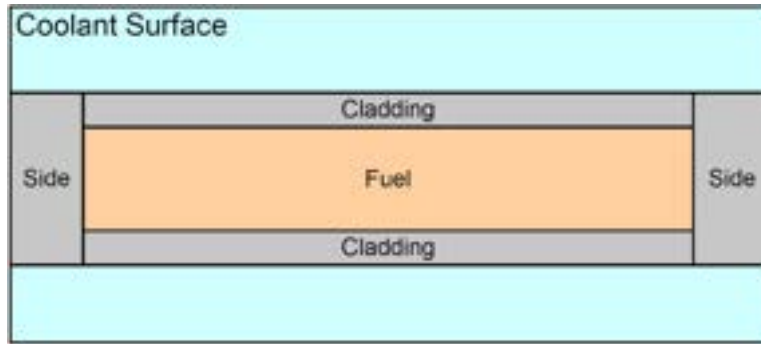 Coolant Surface
Cladding
Side
Fuel
Side
Cladding